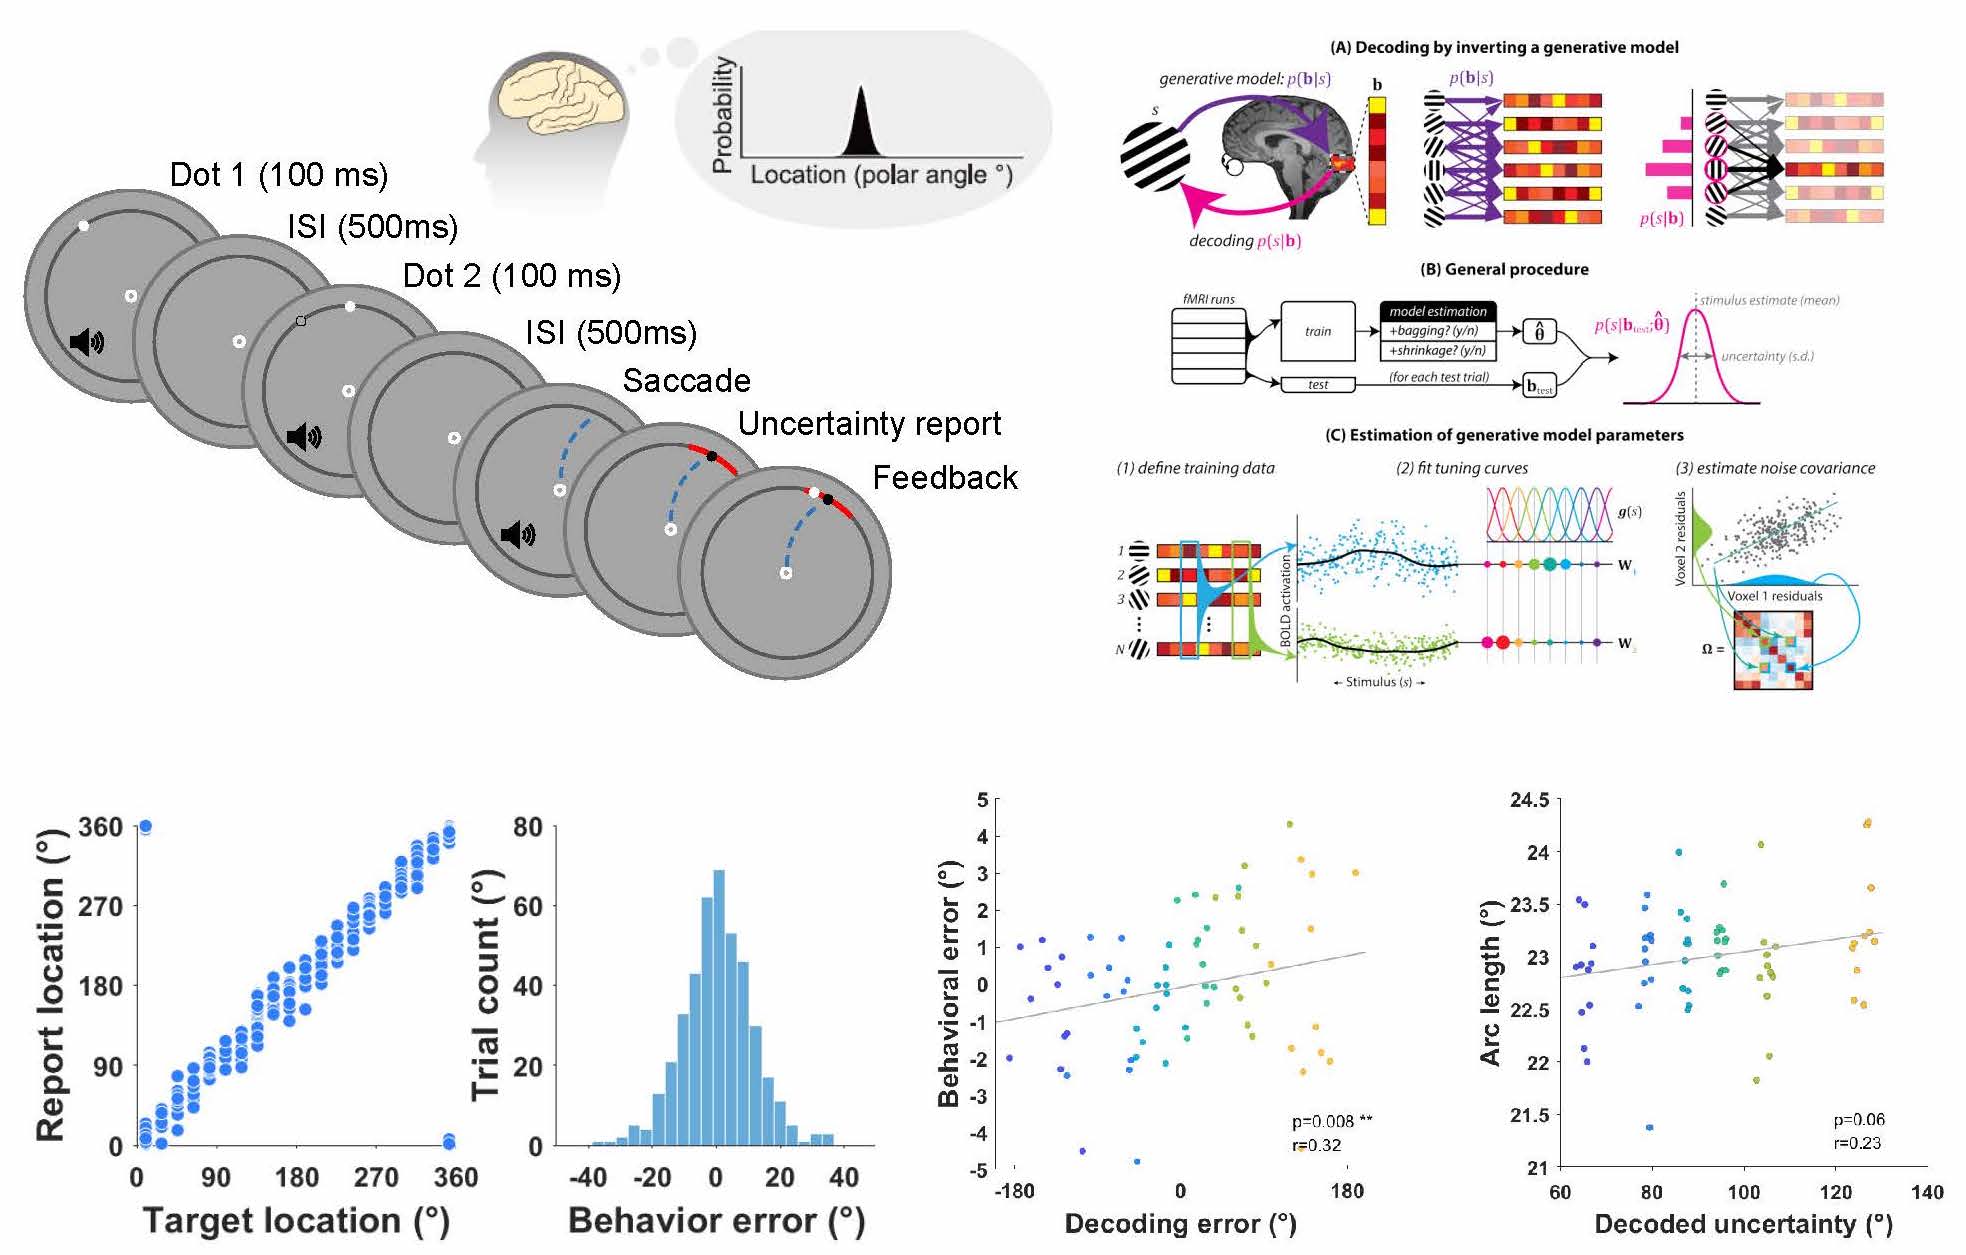 Probability
Location (polar angle °)
Dot 1 (100 ms)
ISI (500ms)
Dot 2 (100 ms)
ISI (500ms)
Saccade
Uncertainty report
Feedback
(A) Decoding by inverting a generative model
generative model: p(b|s)
s
b
decoding p(s|b)
p(b|s)
p(s|b)
(B) General procedure
fMRI runs
train
model estimation
+bagging? (y/n)
+shrinkage? (y/n)
θ̂
test
(for each test trial)
b test
p(s|b test; θ̂)
stimulus estimate (mean)
uncertainty (s.d.)
(C) Estimation of generative model parameters
(1) define training data
(2) fit tuning curves
(3) estimate noise covariance
1
2
3
⋮
N
⋮
BOLD activation
← Stimulus (s) →
g(s)
W
W
Voxel 2 residuals
Voxel 1 residuals
Ω =
Report location (°)
360
270
180
90
0
0 90 180 270 360
Target location (°)
Trial count (°)
80
60
40
20
0
-40 -20 0 20 40
Behavior error (°)
Behavioral error (°)
5
4
3
2
1
0
-1
-2
-3
-4
-5
p=0.008 **
r=0.32
-180 0 180
Decoding error (°)
Arc length (°)
24.5
24
23.5
23
22.5
22
21.5
21
p=0.06
r=0.23
60 80 100 120 140
Decoded uncertainty (°)